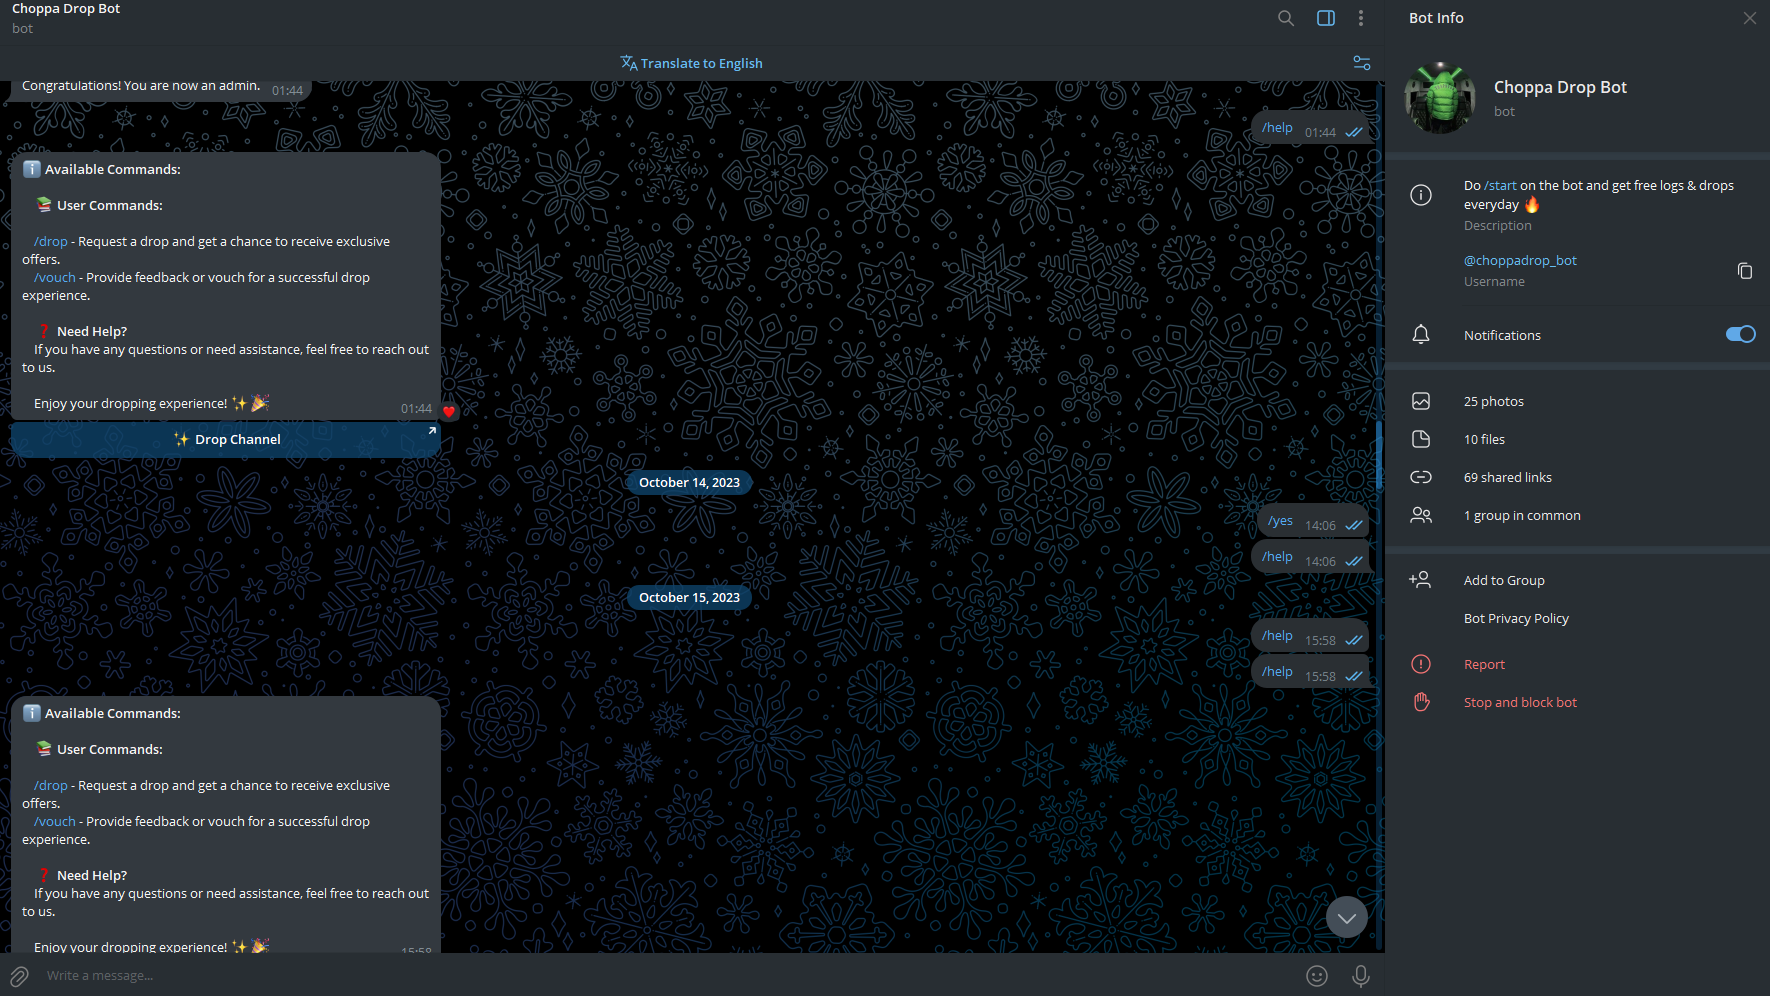 Choppa Drop Bot
bot
Translate to English
Congratulations! You are now an admin. 01:44
/help 01:44
Available Commands:
User Commands:
/drop - Request a drop and get a chance to receive exclusive
offers.
/vouch - Provide feedback or vouch for a successful drop
experience.
Need Help?
If you have any questions or need assistance, feel free to reach out
to us.
Enjoy your dropping experience! 01:44
Drop Channel
October 14, 2023
/yes 14:06
/help 14:06
October 15, 2023
/help 15:58
/help 15:58
Available Commands:
User Commands:
/drop - Request a drop and get a chance to receive exclusive
offers.
/vouch - Provide feedback or vouch for a successful drop
experience.
Need Help?
If you have any questions or need assistance, feel free to reach out
to us.
Enjoy your dropping experience! 15:58
Write a message...
Bot Info
Choppa Drop Bot
bot
Do /start on the bot and get free logs & drops
everyday
Description
@choppadrop_bot
Username
Notifications
25 photos
10 files
69 shared links
1 group in common
Add to Group
Bot Privacy Policy
Report
Stop and block bot